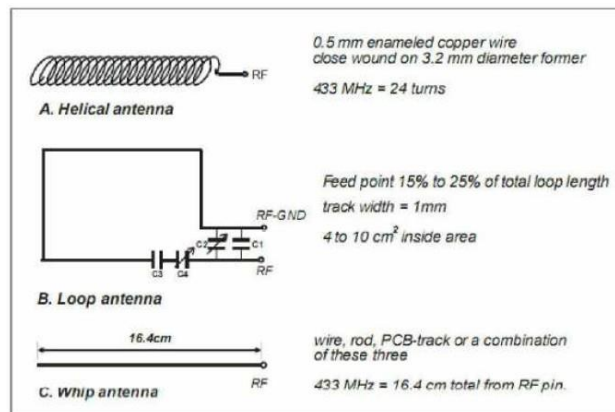 RF
A. Helical antenna
0.5 mm enameled copper wire
close wound on 3.2 mm diameter former
433 MHz = 24 turns
RF-GND
C2
C1
C3
C4
RF
B. Loop antenna
Feed point 15% to 25% of total loop length
track width = 1mm
4 to 10 cm² inside area
16.4cm
RF
C. Whip antenna
wire, rod, PCB-track or a combination
of these three
433 MHz = 16.4 cm total from RF pin.